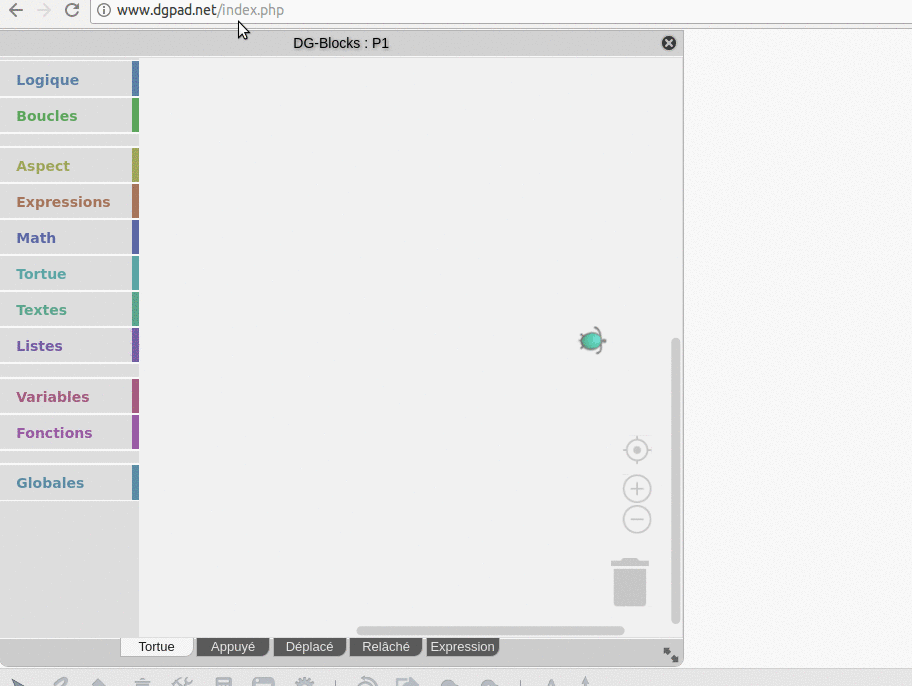 www.dgpad.net/index.php
DG-Blocks : P1
Logique
Boucles
Aspect
Expressions
Math
Tortue
Textes
Listes
Variables
Fonctions
Globales
Tortue Appuyé Déplacé Relâché Expression